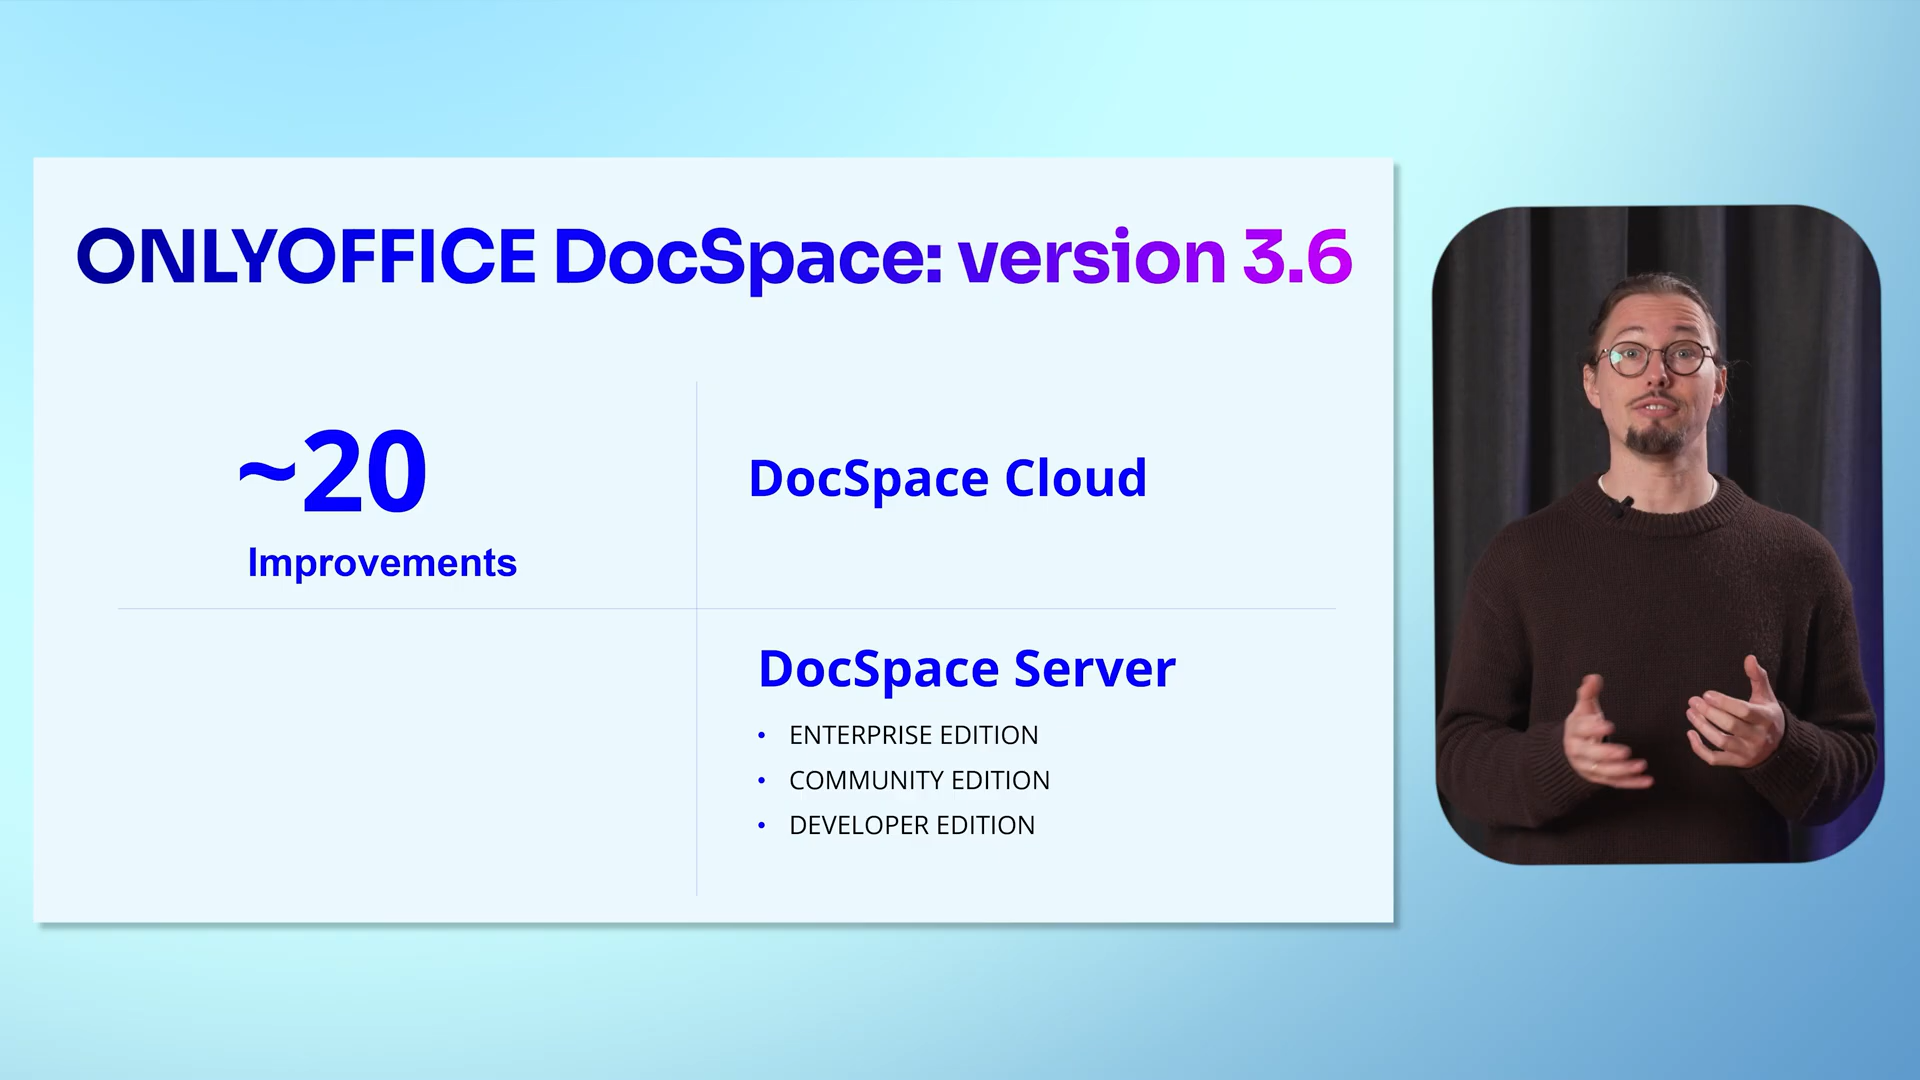 ONLYOFFICE DocSpace: version 3.6
~20
Improvements
DocSpace Cloud
DocSpace Server
• ENTERPRISE EDITION
• COMMUNITY EDITION
• DEVELOPER EDITION